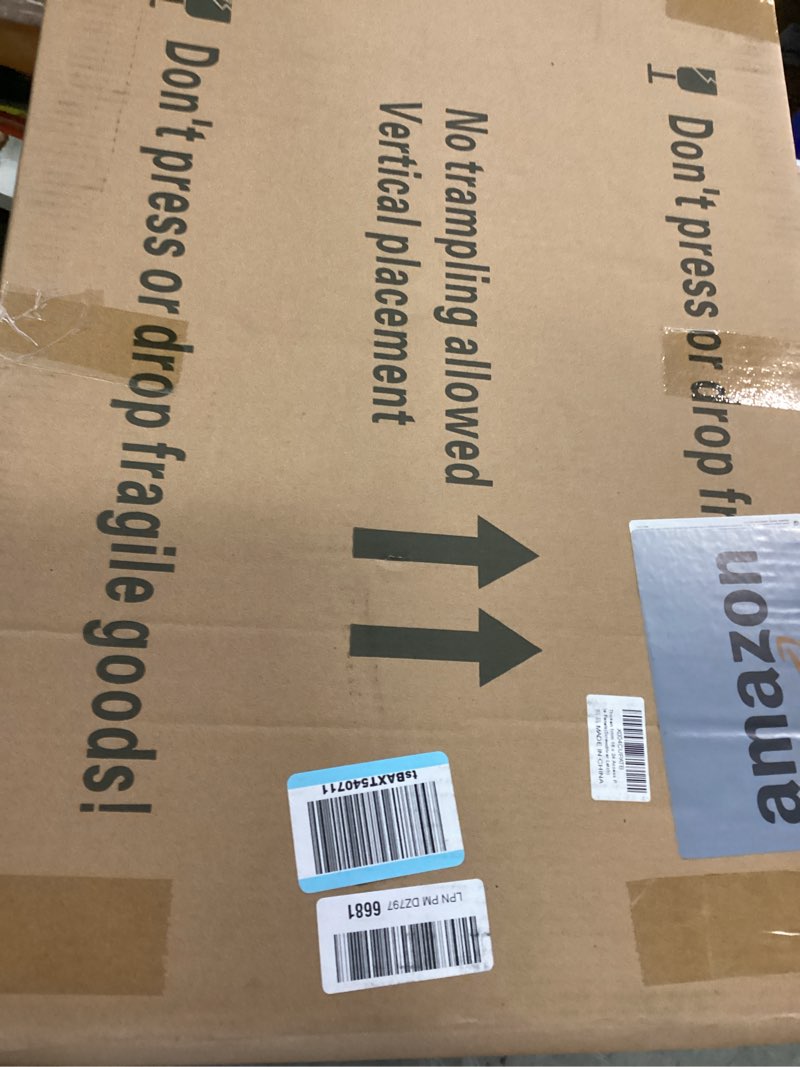 Don't press or drop fr
No trampling allowed
Vertical placement
Don't press or drop fragile goods!
amazon
MADE IN CHINA
tsBAXT540711
LPN PM DZ797 6681